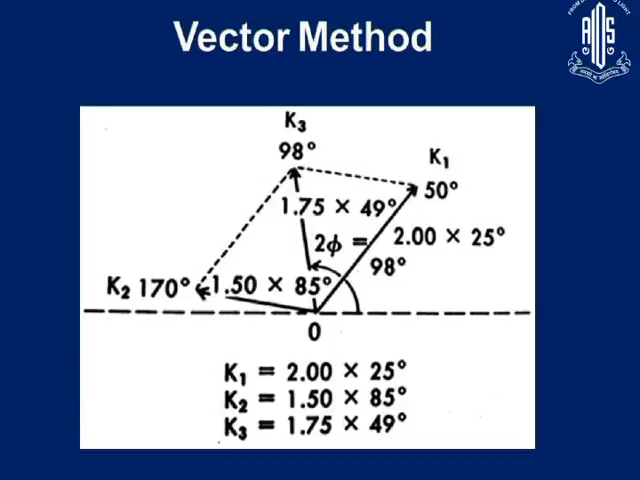 Vector Method
K₃
98°
K₁
50°
1.75 × 49°
2ϕ =
98°
2.00 × 25°
K₂ 170°
1.50 × 85°
0
K₁ = 2.00 × 25°
K₂ = 1.50 × 85°
K₃ = 1.75 × 49°